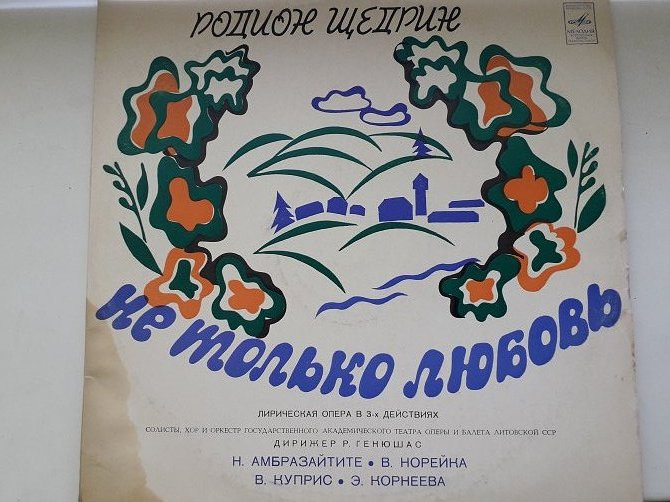 РОДИОН ЩЕДРИН
МЕЛОДИЯ
не только любовь
ЛИРИЧЕСКАЯ ОПЕРА В 3-х ДЕЙСТВИЯХ
СОЛИСТЫ, ХОР И ОРКЕСТР ГОСУДАРСТВЕННОГО АКАДЕМИЧЕСКОГО ТЕАТРА ОПЕРЫ И БАЛЕТА ЛИТОВСКОЙ ССР
ДИРИЖЕР Р. ГЕНЮШАС
Н. АМБРАЗАЙТИТЕ • В. НОРЕЙКА
В. КУПРИС • Э. КОРНЕЕВА